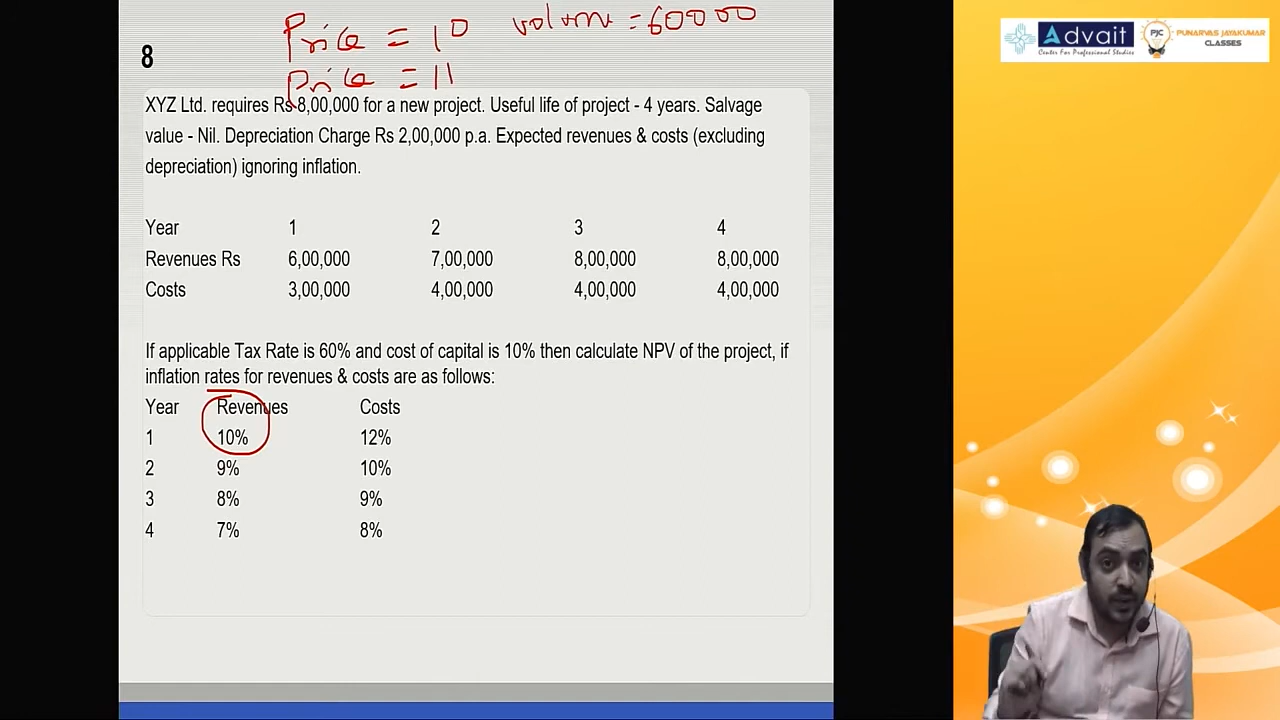 Price = 10 volume = 60000
Price = 11
8
Advait
Center For Professional Studies
PJC
PUNARVAS JAYAKUMAR
CLASSES
XYZ Ltd. requires Rs 8,00,000 for a new project. Useful life of project - 4 years. Salvage
value - Nil. Depreciation Charge Rs 2,00,000 p.a. Expected revenues & costs (excluding
depreciation) ignoring inflation.
Year 1 2 3 4
Revenues Rs 6,00,000 7,00,000 8,00,000 8,00,000
Costs 3,00,000 4,00,000 4,00,000 4,00,000
If applicable Tax Rate is 60% and cost of capital is 10% then calculate NPV of the project, if
inflation rates for revenues & costs are as follows:
Year Revenues Costs
1 10% 12%
2 9% 10%
3 8% 9%
4 7% 8%